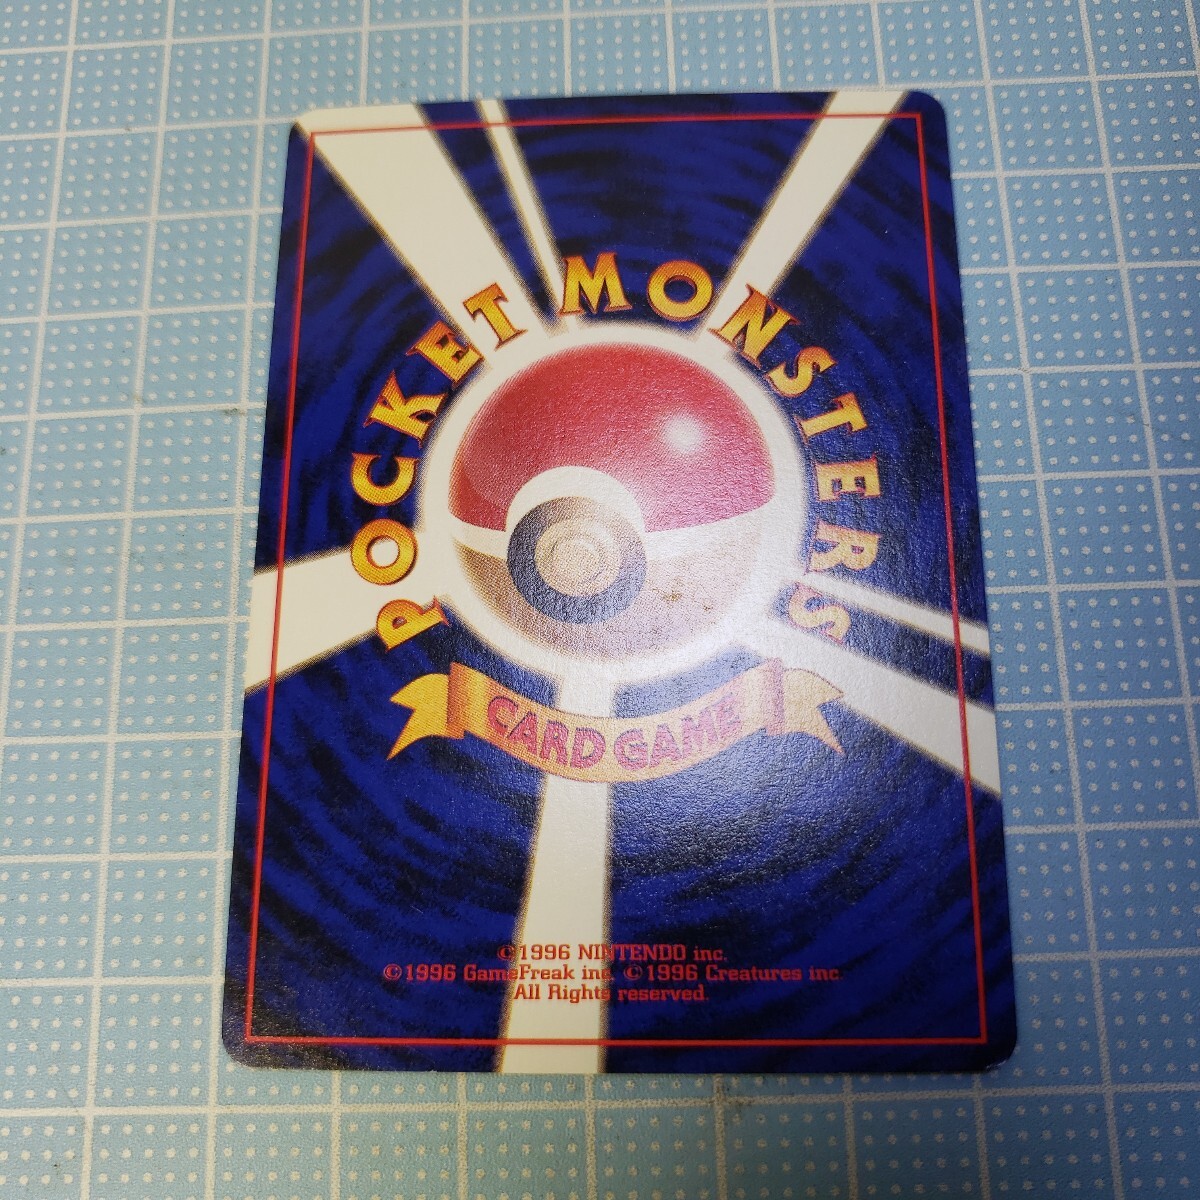 POCKET MONSTERS
CARD GAME
©1996 NINTENDO inc.
©1996 GameFreak inc. ©1996 Creatures inc.
All Rights reserved.